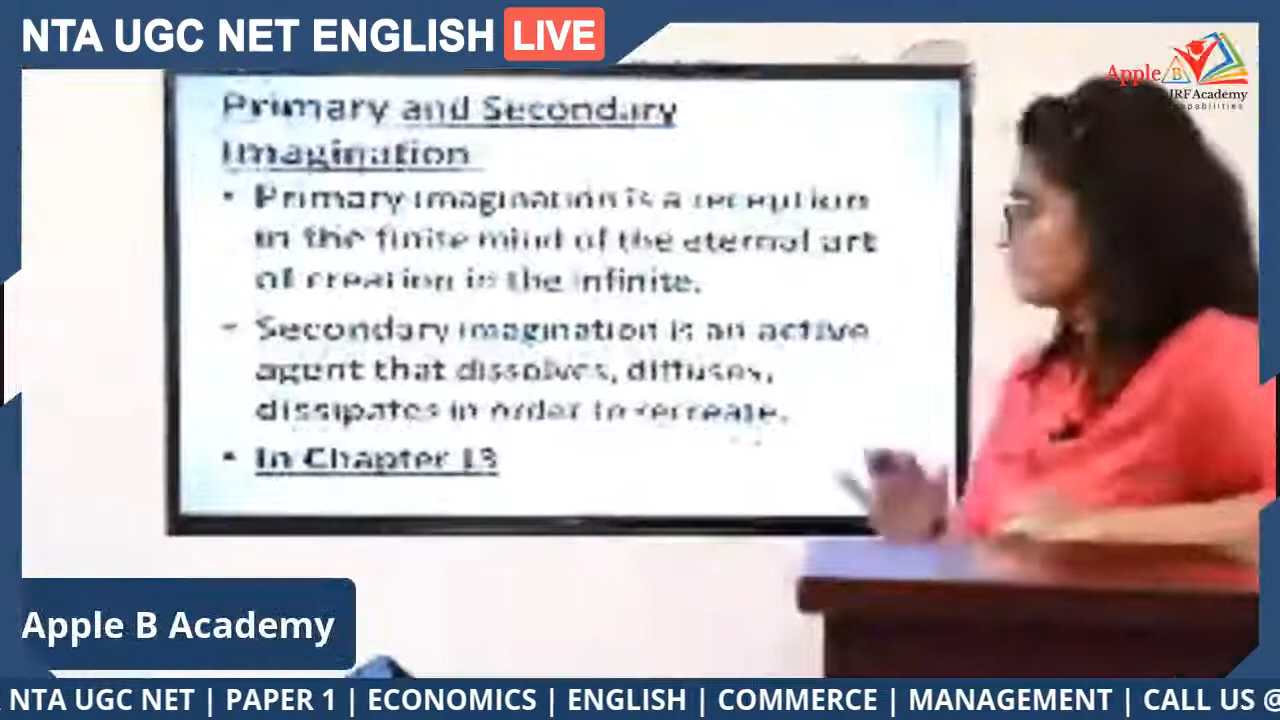 NTA UGC NET ENGLISH LIVE
Apple B
JRF Academy
Primary and Secondary
Imagination
• Primary imagination is a reception
in the finite mind of the eternal art
of creation in the infinite.
• Secondary imagination is an active
agent that dissolves, diffuses,
dissipates in order to recreate.
• In Chapter 13
Apple B Academy
NTA UGC NET | PAPER 1 | ECONOMICS | ENGLISH | COMMERCE | MANAGEMENT | CALL US @